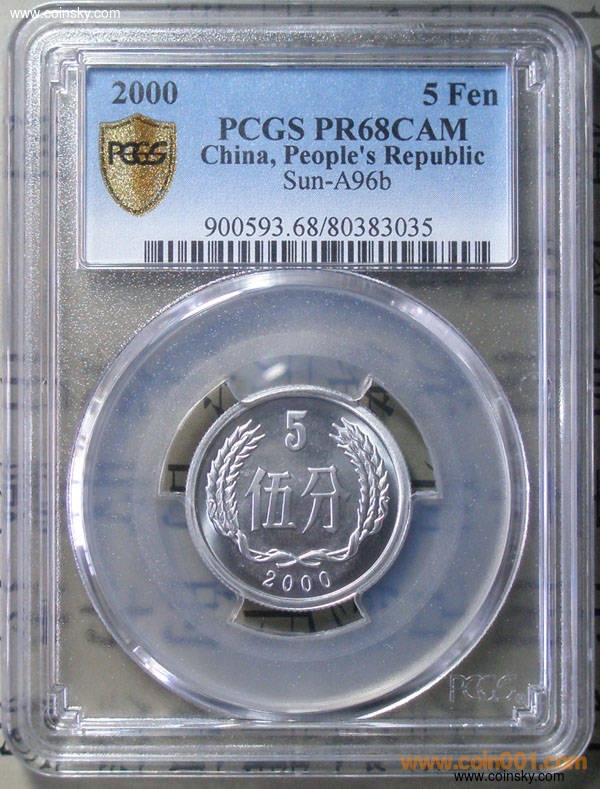 www.coinsky.com
2000 5 Fen
PCGS
PCGS PR68CAM
China, People's Republic
Sun-A96b
900593.68/80383035
5
伍分
2000
PCGS
www.coin001.com
www.coinsky.com